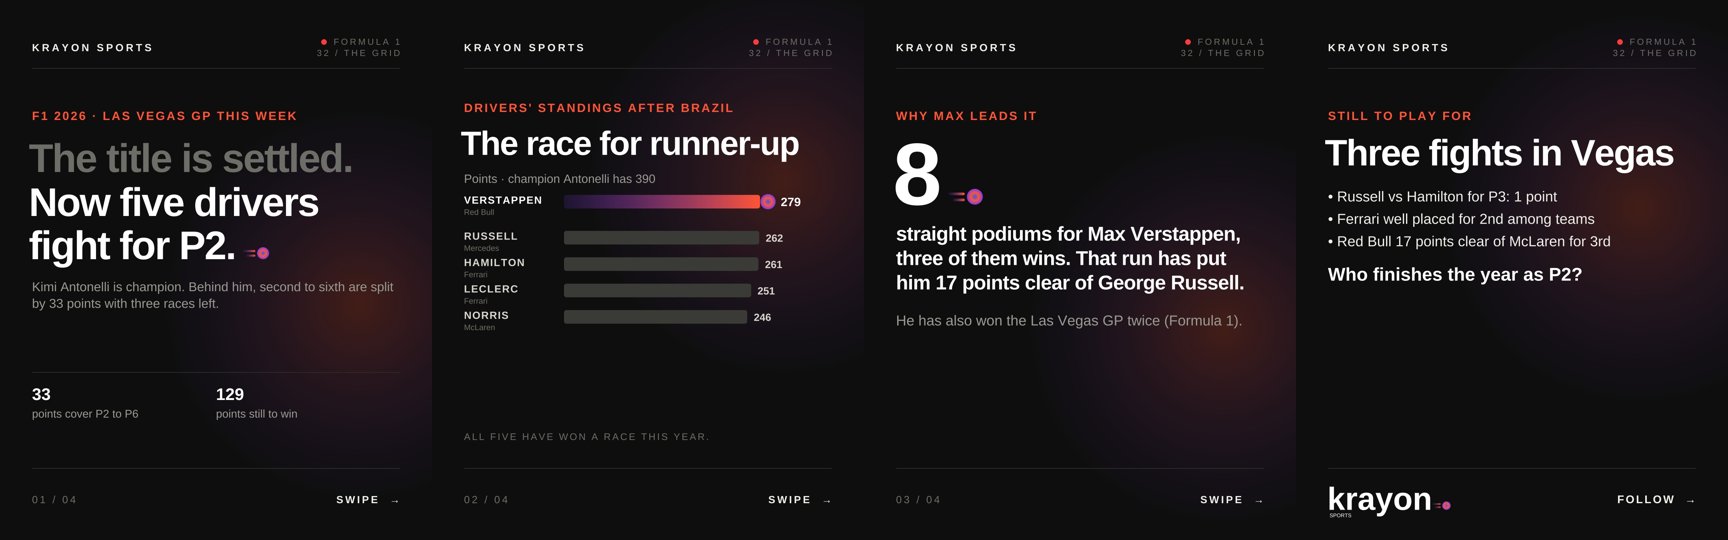 KRAYON SPORTS
FORMULA 1
32 / THE GRID
F1 2026 · LAS VEGAS GP THIS WEEK
The title is settled.
Now five drivers
fight for P2.
Kimi Antonelli is champion. Behind him, second to sixth are split
by 33 points with three races left.
33
points cover P2 to P6
129
points still to win
01 / 04
SWIPE →
KRAYON SPORTS
FORMULA 1
32 / THE GRID
DRIVERS' STANDINGS AFTER BRAZIL
The race for runner-up
Points · champion Antonelli has 390
VERSTAPPEN
Red Bull
279
RUSSELL
Mercedes
262
HAMILTON
Ferrari
261
LECLERC
Ferrari
251
NORRIS
McLaren
246
ALL FIVE HAVE WON A RACE THIS YEAR.
02 / 04
SWIPE →
KRAYON SPORTS
FORMULA 1
32 / THE GRID
WHY MAX LEADS IT
8
straight podiums for Max Verstappen,
three of them wins. That run has put
him 17 points clear of George Russell.
He has also won the Las Vegas GP twice (Formula 1).
03 / 04
SWIPE →
KRAYON SPORTS
FORMULA 1
32 / THE GRID
STILL TO PLAY FOR
Three fights in Vegas
• Russell vs Hamilton for P3: 1 point
• Ferrari well placed for 2nd among teams
• Red Bull 17 points clear of McLaren for 3rd
Who finishes the year as P2?
krayon
SPORTS
FOLLOW →